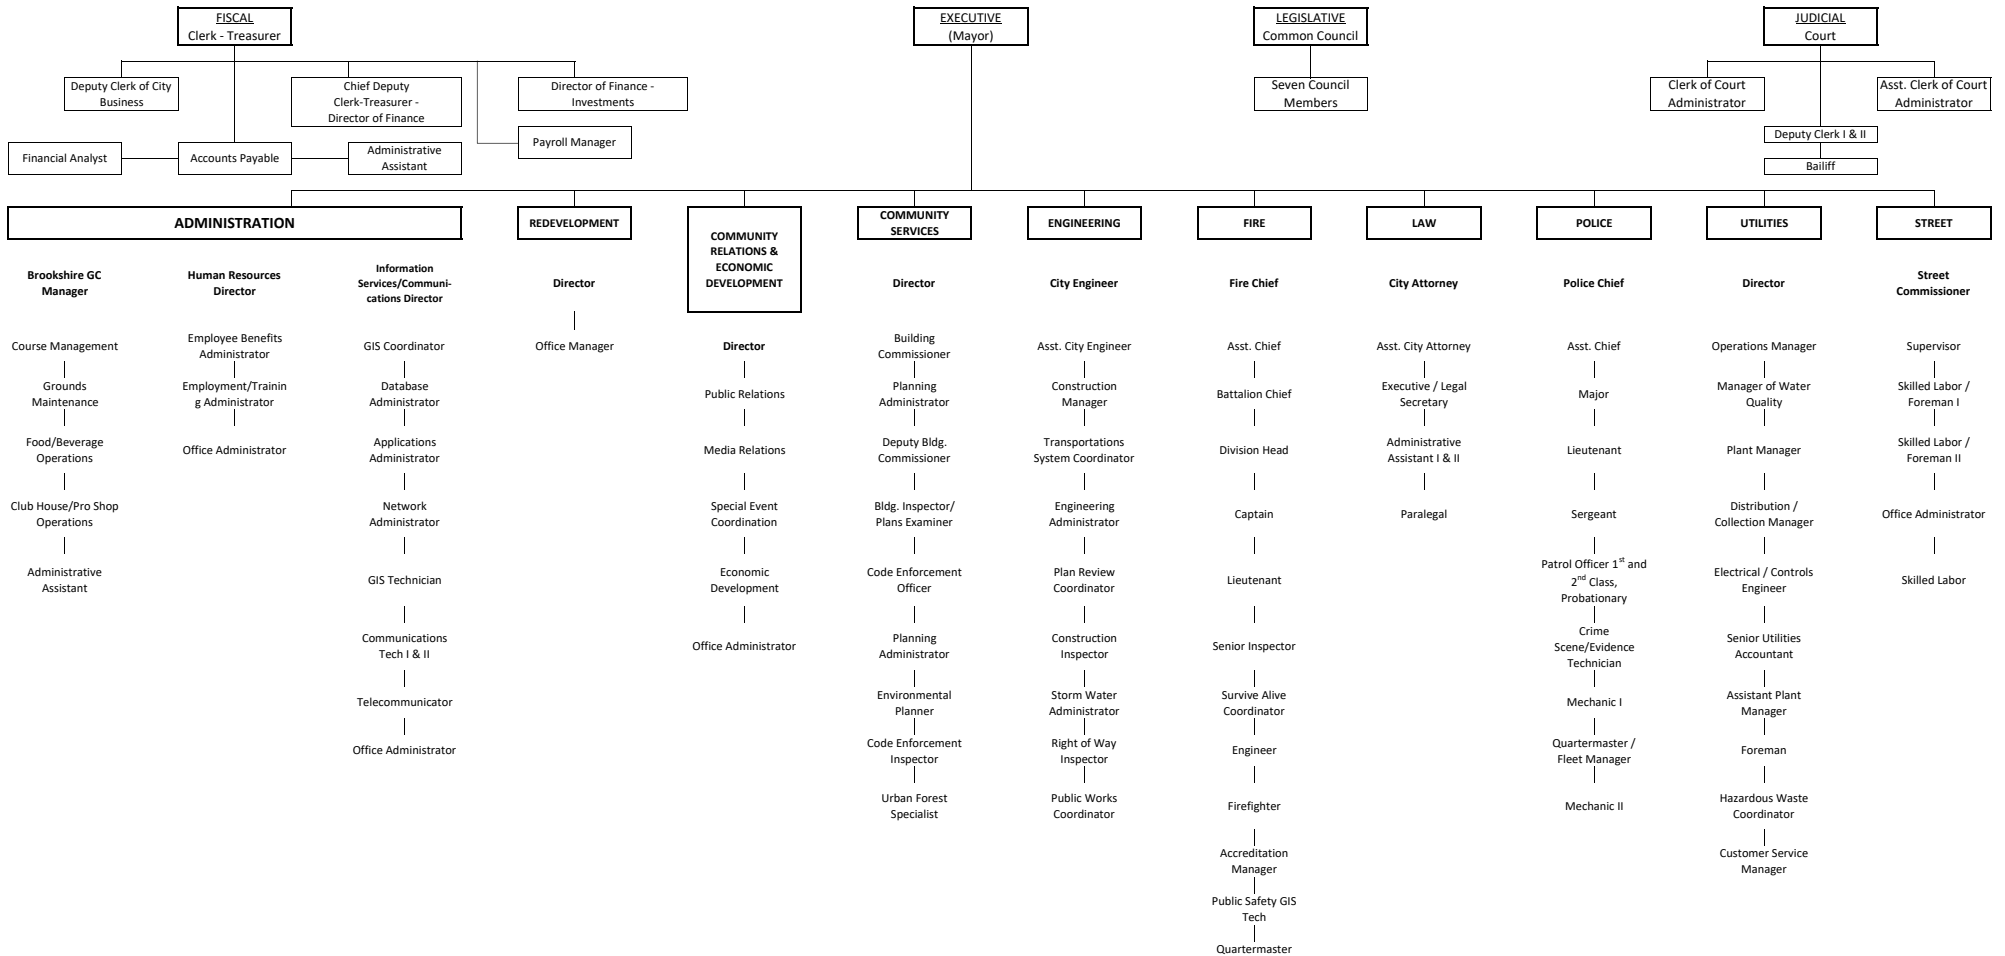 FISCAL
Clerk - Treasurer
EXECUTIVE
(Mayor)
LEGISLATIVE
Common Council
JUDICIAL
Court
Deputy Clerk of City
Business
Chief Deputy
Clerk-Treasurer -
Director of Finance
Director of Finance -
Investments
Seven Council
Members
Clerk of Court
Administrator
Asst. Clerk of Court
Administrator
Payroll Manager
Deputy Clerk I & II
Financial Analyst
Accounts Payable
Administrative
Assistant
Bailiff
ADMINISTRATION
REDEVELOPMENT
COMMUNITY
RELATIONS &
ECONOMIC
DEVELOPMENT
COMMUNITY
SERVICES
ENGINEERING
FIRE
LAW
POLICE
UTILITIES
STREET
Brookshire GC
Manager
Course Management
Grounds
Maintenance
Food/Beverage
Operations
Club House/Pro Shop
Operations
Administrative
Assistant
Human Resources
Director
Employee Benefits
Administrator
Employment/Trainin
g Administrator
Office Administrator
Information
Services/Communi-
cations Director
GIS Coordinator
Database
Administrator
Applications
Administrator
Network
Administrator
GIS Technician
Communications
Tech I & II
Telecommunicator
Office Administrator
Director
Office Manager
Director
Public Relations
Media Relations
Special Event
Coordination
Economic
Development
Office Administrator
Director
Building
Commissioner
Planning
Administrator
Deputy Bldg.
Commissioner
Bldg. Inspector/
Plans Examiner
Code Enforcement
Officer
Planning
Administrator
Environmental
Planner
Code Enforcement
Inspector
Urban Forest
Specialist
City Engineer
Asst. City Engineer
Construction
Manager
Transportations
System Coordinator
Engineering
Administrator
Plan Review
Coordinator
Construction
Inspector
Storm Water
Administrator
Right of Way
Inspector
Public Works
Coordinator
Fire Chief
Asst. Chief
Battalion Chief
Division Head
Captain
Lieutenant
Senior Inspector
Survive Alive
Coordinator
Engineer
Firefighter
Accreditation
Manager
Public Safety GIS
Tech
Quartermaster
City Attorney
Asst. City Attorney
Executive / Legal
Secretary
Administrative
Assistant I & II
Paralegal
Police Chief
Asst. Chief
Major
Lieutenant
Sergeant
Patrol Officer 1st and
2nd Class,
Probationary
Crime
Scene/Evidence
Technician
Mechanic I
Quartermaster /
Fleet Manager
Mechanic II
Director
Operations Manager
Manager of Water
Quality
Plant Manager
Distribution /
Collection Manager
Electrical / Controls
Engineer
Senior Utilities
Accountant
Assistant Plant
Manager
Foreman
Hazardous Waste
Coordinator
Customer Service
Manager
Street
Commissioner
Supervisor
Skilled Labor /
Foreman I
Skilled Labor /
Foreman II
Office Administrator
Skilled Labor